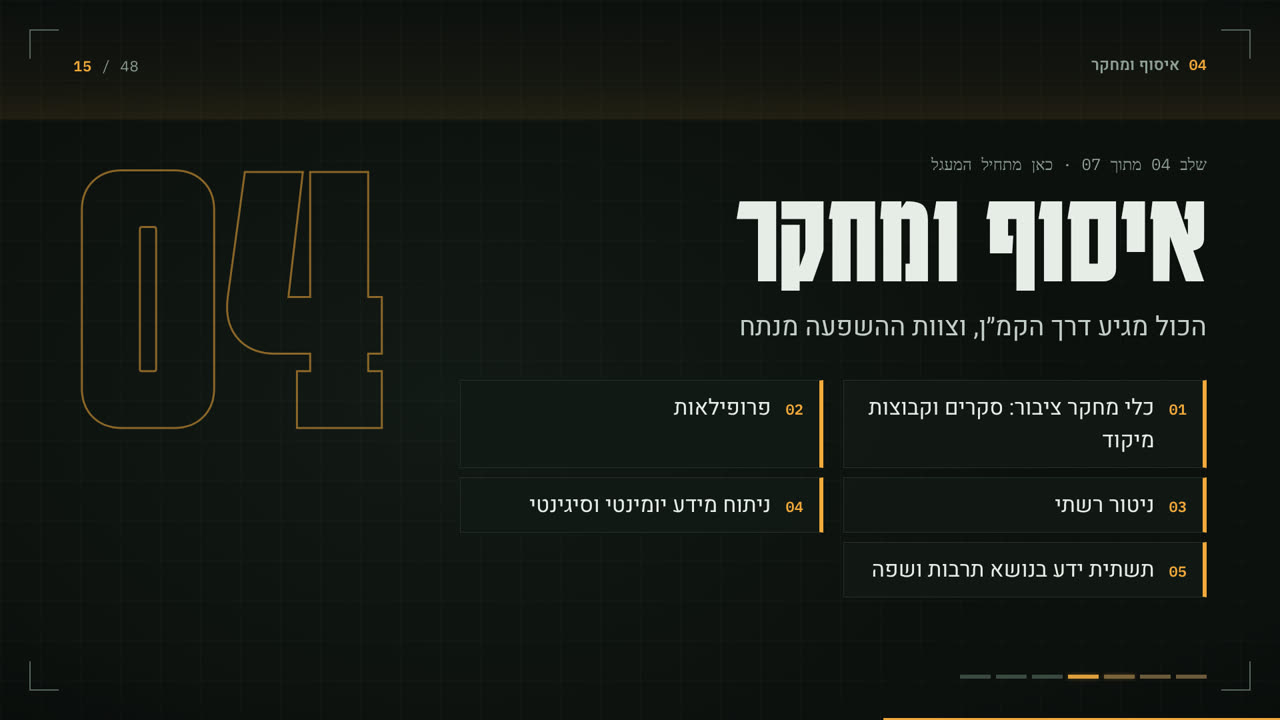 04 איסוף ומחקר
15 / 48
שלב 04 מתוך 07 · כאן מתחיל המעגל
איסוף ומחקר
הכול מגיע דרך הקמ״ן, וצוות ההשפעה מנתח
04
01 כלי מחקר ציבור: סקרים וקבוצות
מיקוד
02 פרופילאות
03 ניטור רשתי
04 ניתוח מידע יומינטי וסיגינטי
05 תשתית ידע בנושא תרבות ושפה